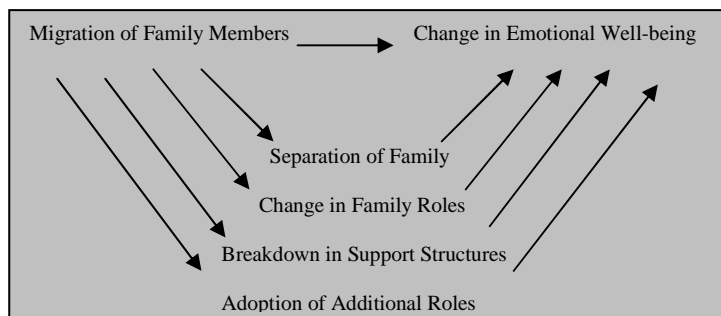 Migration of Family Members
Change in Emotional Well-being
Separation of Family
Change in Family Roles
Breakdown in Support Structures
Adoption of Additional Roles